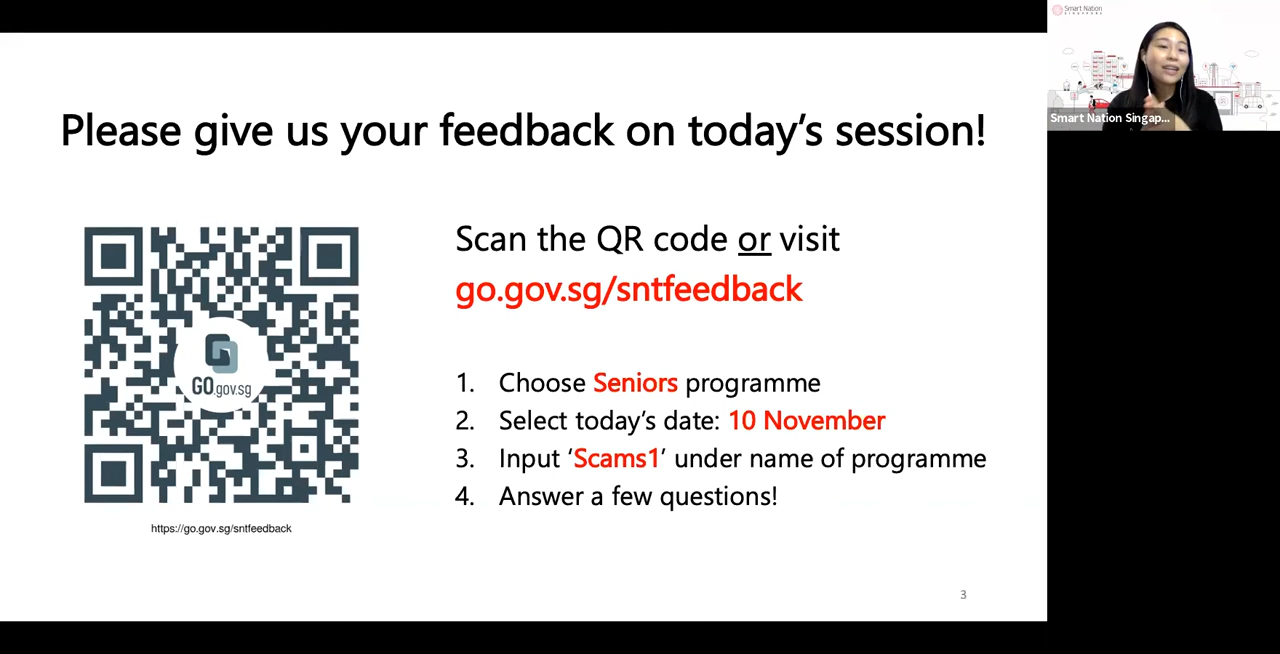 Please give us your feedback on today's session!
Scan the QR code or visit
go.gov.sg/sntfeedback
1. Choose Seniors programme
2. Select today's date: 10 November
3. Input ‘Scams1’ under name of programme
4. Answer a few questions!
GO.gov.sg
https://go.gov.sg/sntfeedback
3
Smart Nation
SINGAPORE
Smart Nation Singap...